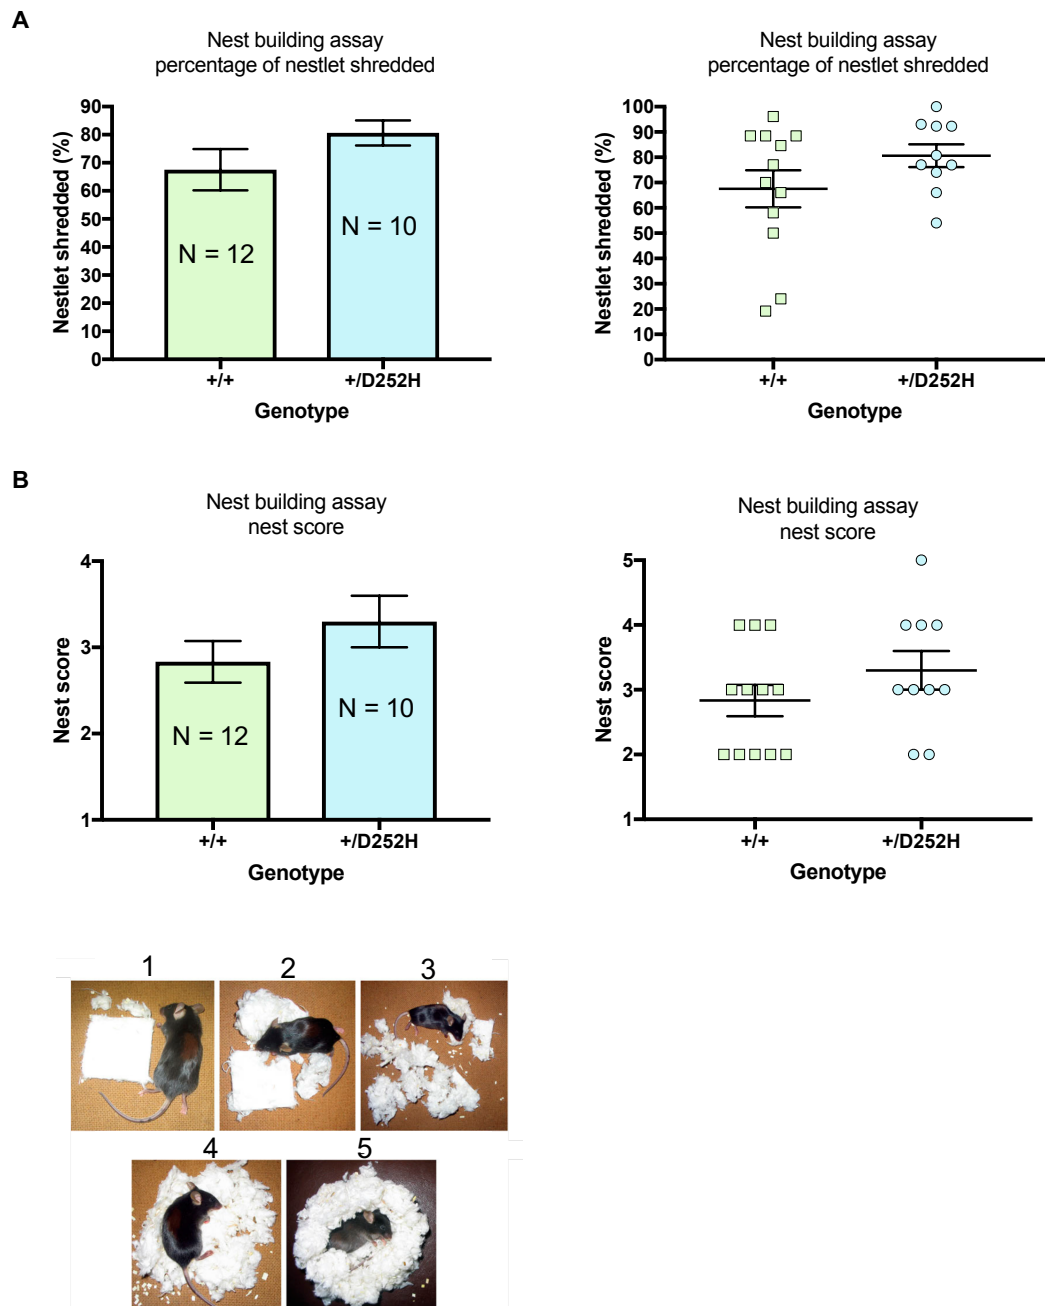 A
Nest building assay
percentage of nestlet shredded
Nestlet shredded (%)
90
80
70
60
50
40
30
20
10
0
N = 12
N = 10
+/+
+/D252H
Genotype
Nest building assay
percentage of nestlet shredded
Nestlet shredded (%)
100
90
80
70
60
50
40
30
20
10
0
+/+
+/D252H
Genotype
B
Nest building assay
nest score
Nest score
4
3
2
1
N = 12
N = 10
+/+
+/D252H
Genotype
Nest building assay
nest score
Nest score
5
4
3
2
1
+/+
+/D252H
Genotype
1
2
3
4
5